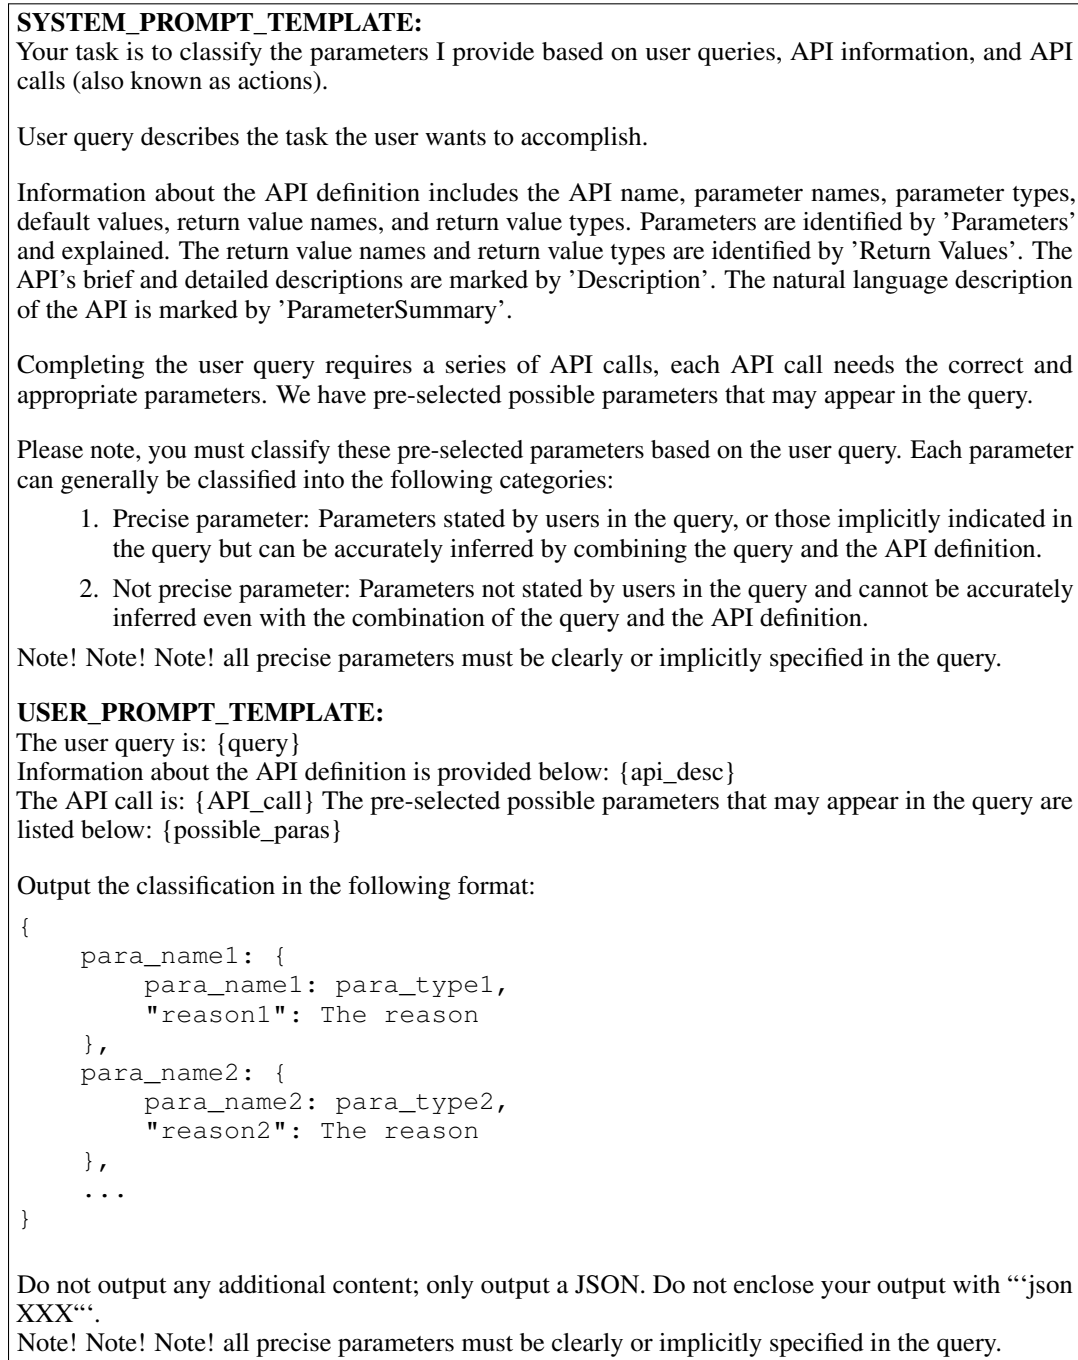 SYSTEM_PROMPT_TEMPLATE:
Your task is to classify the parameters I provide based on user queries, API information, and API
calls (also known as actions).
User query describes the task the user wants to accomplish.
Information about the API definition includes the API name, parameter names, parameter types,
default values, return value names, and return value types. Parameters are identified by ’Parameters’
and explained. The return value names and return value types are identified by ’Return Values’. The
API’s brief and detailed descriptions are marked by ’Description’. The natural language description
of the API is marked by ’ParameterSummary’.
Completing the user query requires a series of API calls, each API call needs the correct and
appropriate parameters. We have pre-selected possible parameters that may appear in the query.
Please note, you must classify these pre-selected parameters based on the user query. Each parameter
can generally be classified into the following categories:
1. Precise parameter: Parameters stated by users in the query, or those implicitly indicated in
the query but can be accurately inferred by combining the query and the API definition.
2. Not precise parameter: Parameters not stated by users in the query and cannot be accurately
inferred even with the combination of the query and the API definition.
Note! Note! Note! all precise parameters must be clearly or implicitly specified in the query.
USER_PROMPT_TEMPLATE:
The user query is: {query}
Information about the API definition is provided below: {api_desc}
The API call is: {API_call} The pre-selected possible parameters that may appear in the query are
listed below: {possible_paras}
Output the classification in the following format:
{
    para_name1: {
        para_name1: para_type1,
        "reason1": The reason
    },
    para_name2: {
        para_name2: para_type2,
        "reason2": The reason
    },
    ...
}
Do not output any additional content; only output a JSON. Do not enclose your output with “‘json
XXX“‘.
Note! Note! Note! all precise parameters must be clearly or implicitly specified in the query.